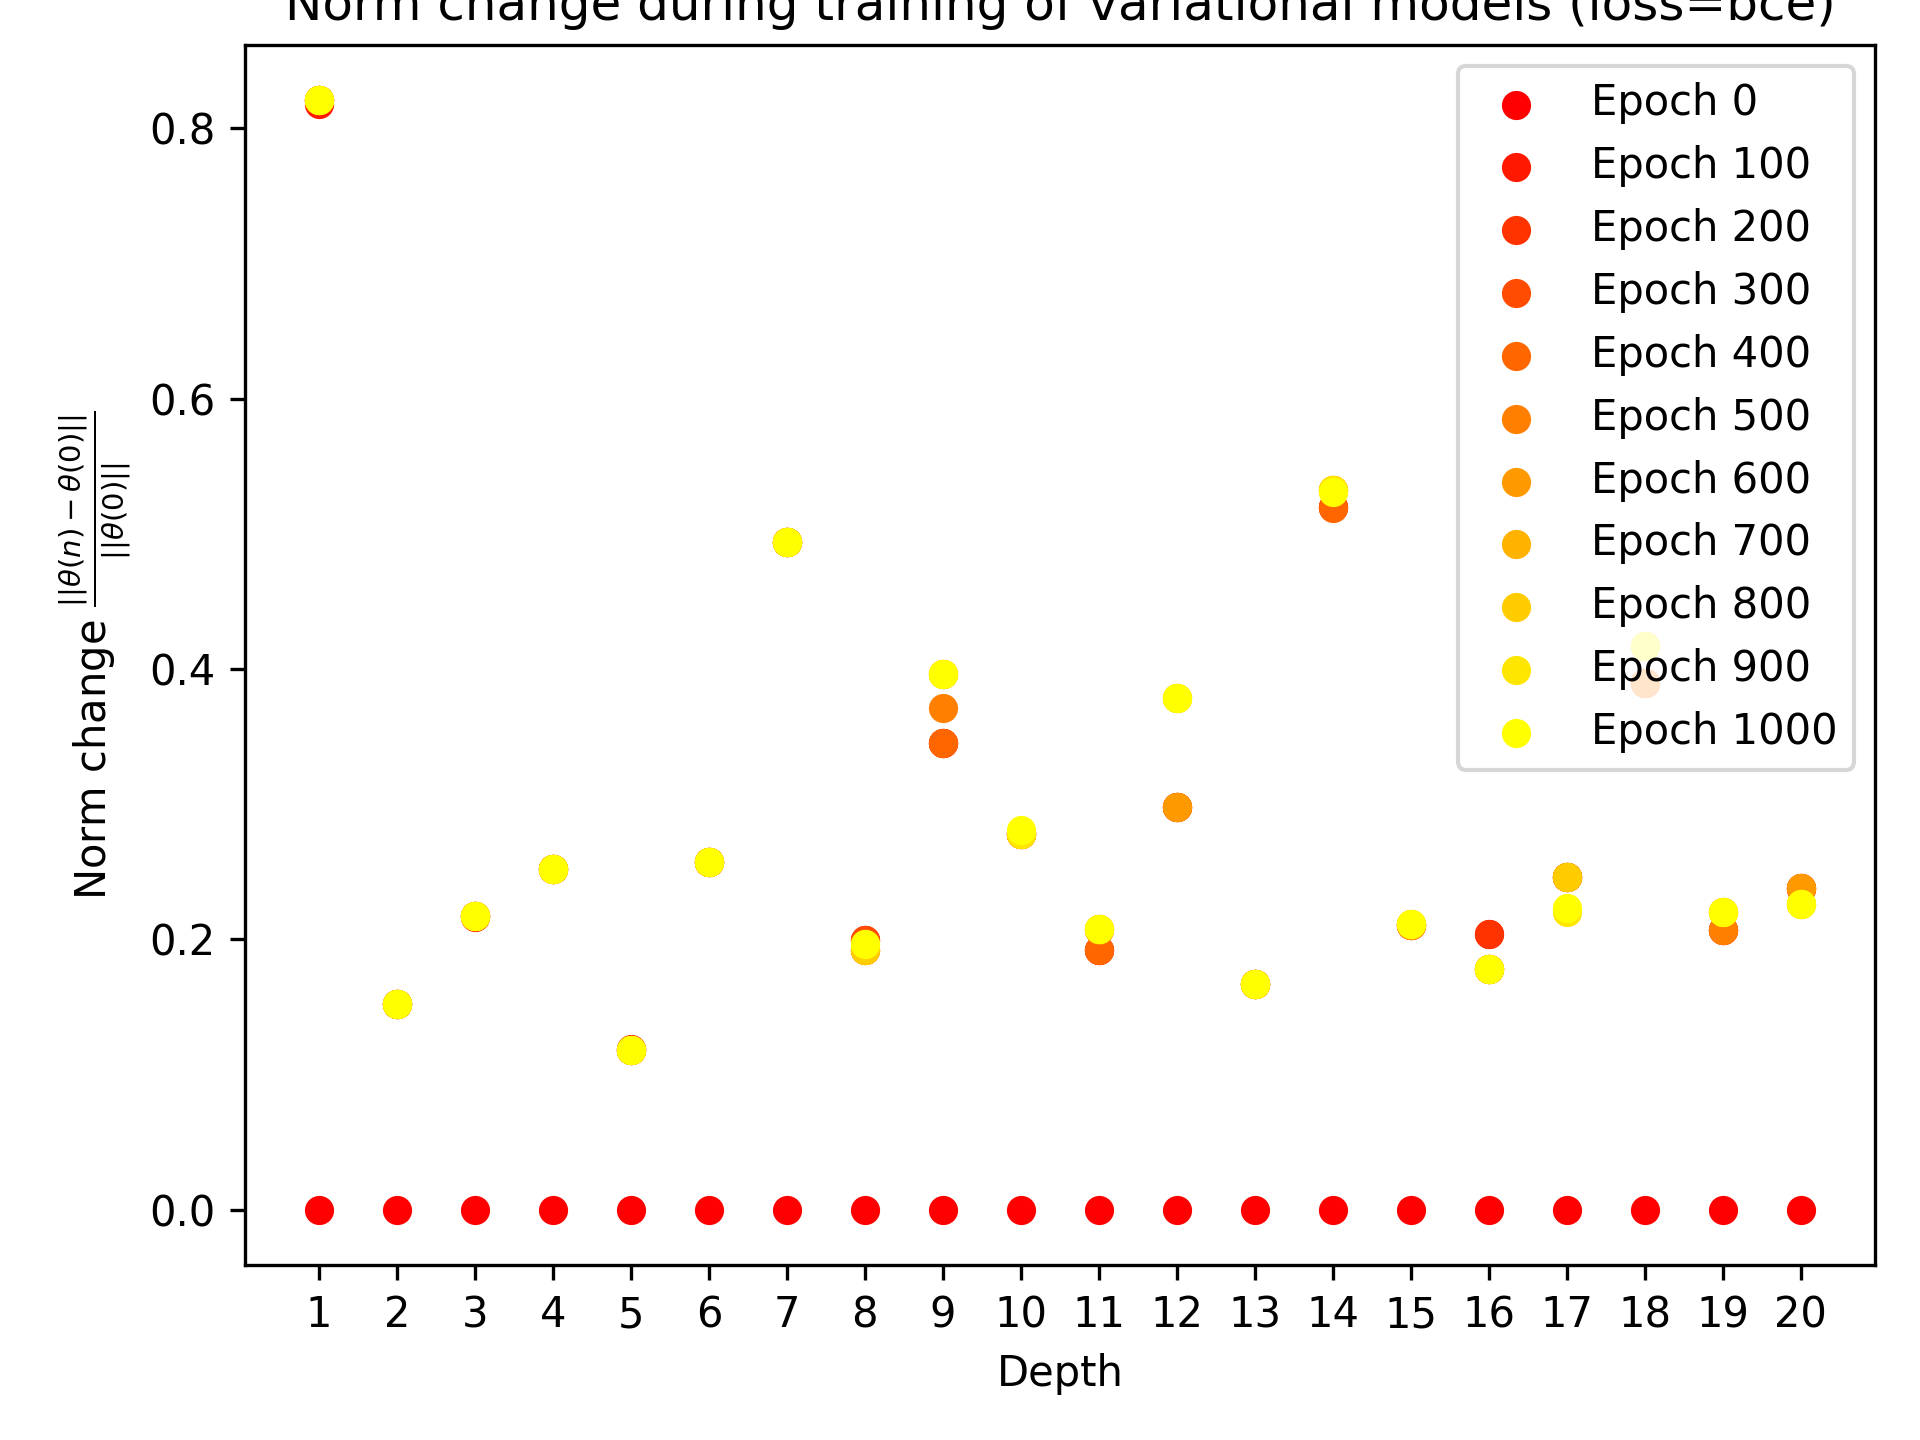 Norm change during training of variational models (loss=bce)
0.8
0.6
0.4
0.2
0.0
Norm change ||θ(n) − θ(0)|| / ||θ(0)||
Epoch 0
Epoch 100
Epoch 200
Epoch 300
Epoch 400
Epoch 500
Epoch 600
Epoch 700
Epoch 800
Epoch 900
Epoch 1000
1 2 3 4 5 6 7 8 9 10 11 12 13 14 15 16 17 18 19 20
Depth